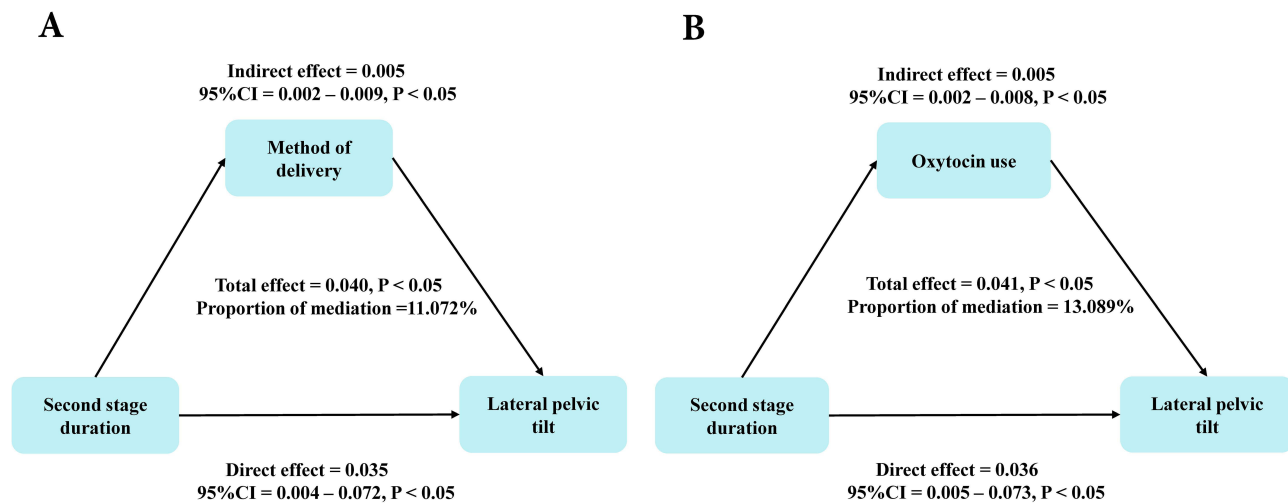 A
Indirect effect = 0.005
95%CI = 0.002 – 0.009, P < 0.05
Method of
delivery
Total effect = 0.040, P < 0.05
Proportion of mediation =11.072%
Second stage
duration
Lateral pelvic
tilt
Direct effect = 0.035
95%CI = 0.004 – 0.072, P < 0.05
B
Indirect effect = 0.005
95%CI = 0.002 – 0.008, P < 0.05
Oxytocin use
Total effect = 0.041, P < 0.05
Proportion of mediation = 13.089%
Second stage
duration
Lateral pelvic
tilt
Direct effect = 0.036
95%CI = 0.005 – 0.073, P < 0.05